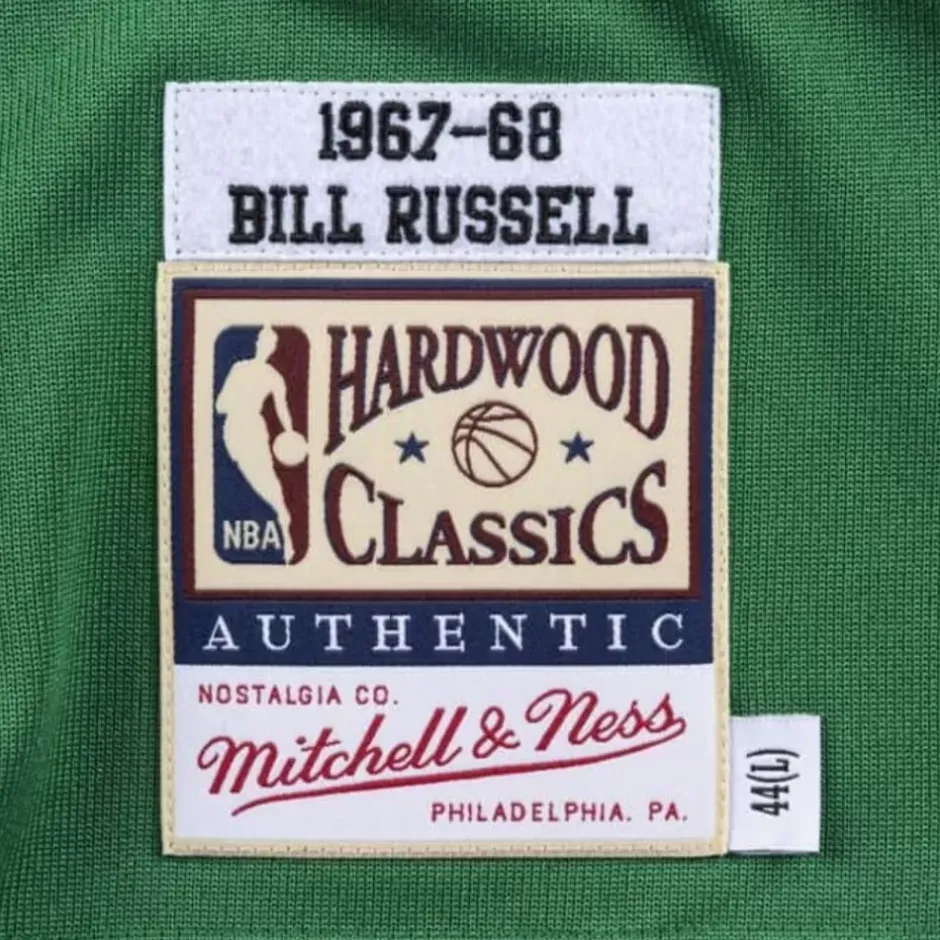 1967-68
BILL RUSSELL
HARDWOOD
CLASSICS
NBA
AUTHENTIC
NOSTALGIA CO.
Mitchell & Ness
PHILADELPHIA. PA.
44(L)